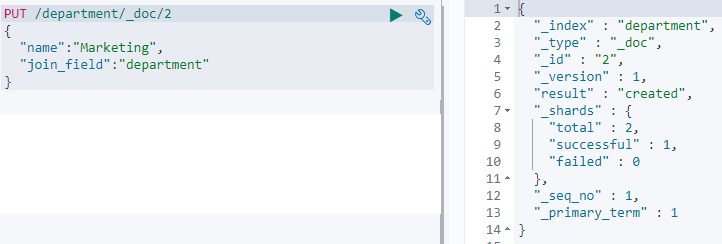 PUT /department/_doc/2
{
"name":"Marketing",
"join_field":"department"
}
1 {
2 "_index" : "department",
3 "_type" : "_doc",
4 "_id" : "2",
5 "_version" : 1,
6 "result" : "created",
7 "_shards" : {
8 "total" : 2,
9 "successful" : 1,
10 "failed" : 0
11 },
12 "_seq_no" : 1,
13 "_primary_term" : 1
14 }